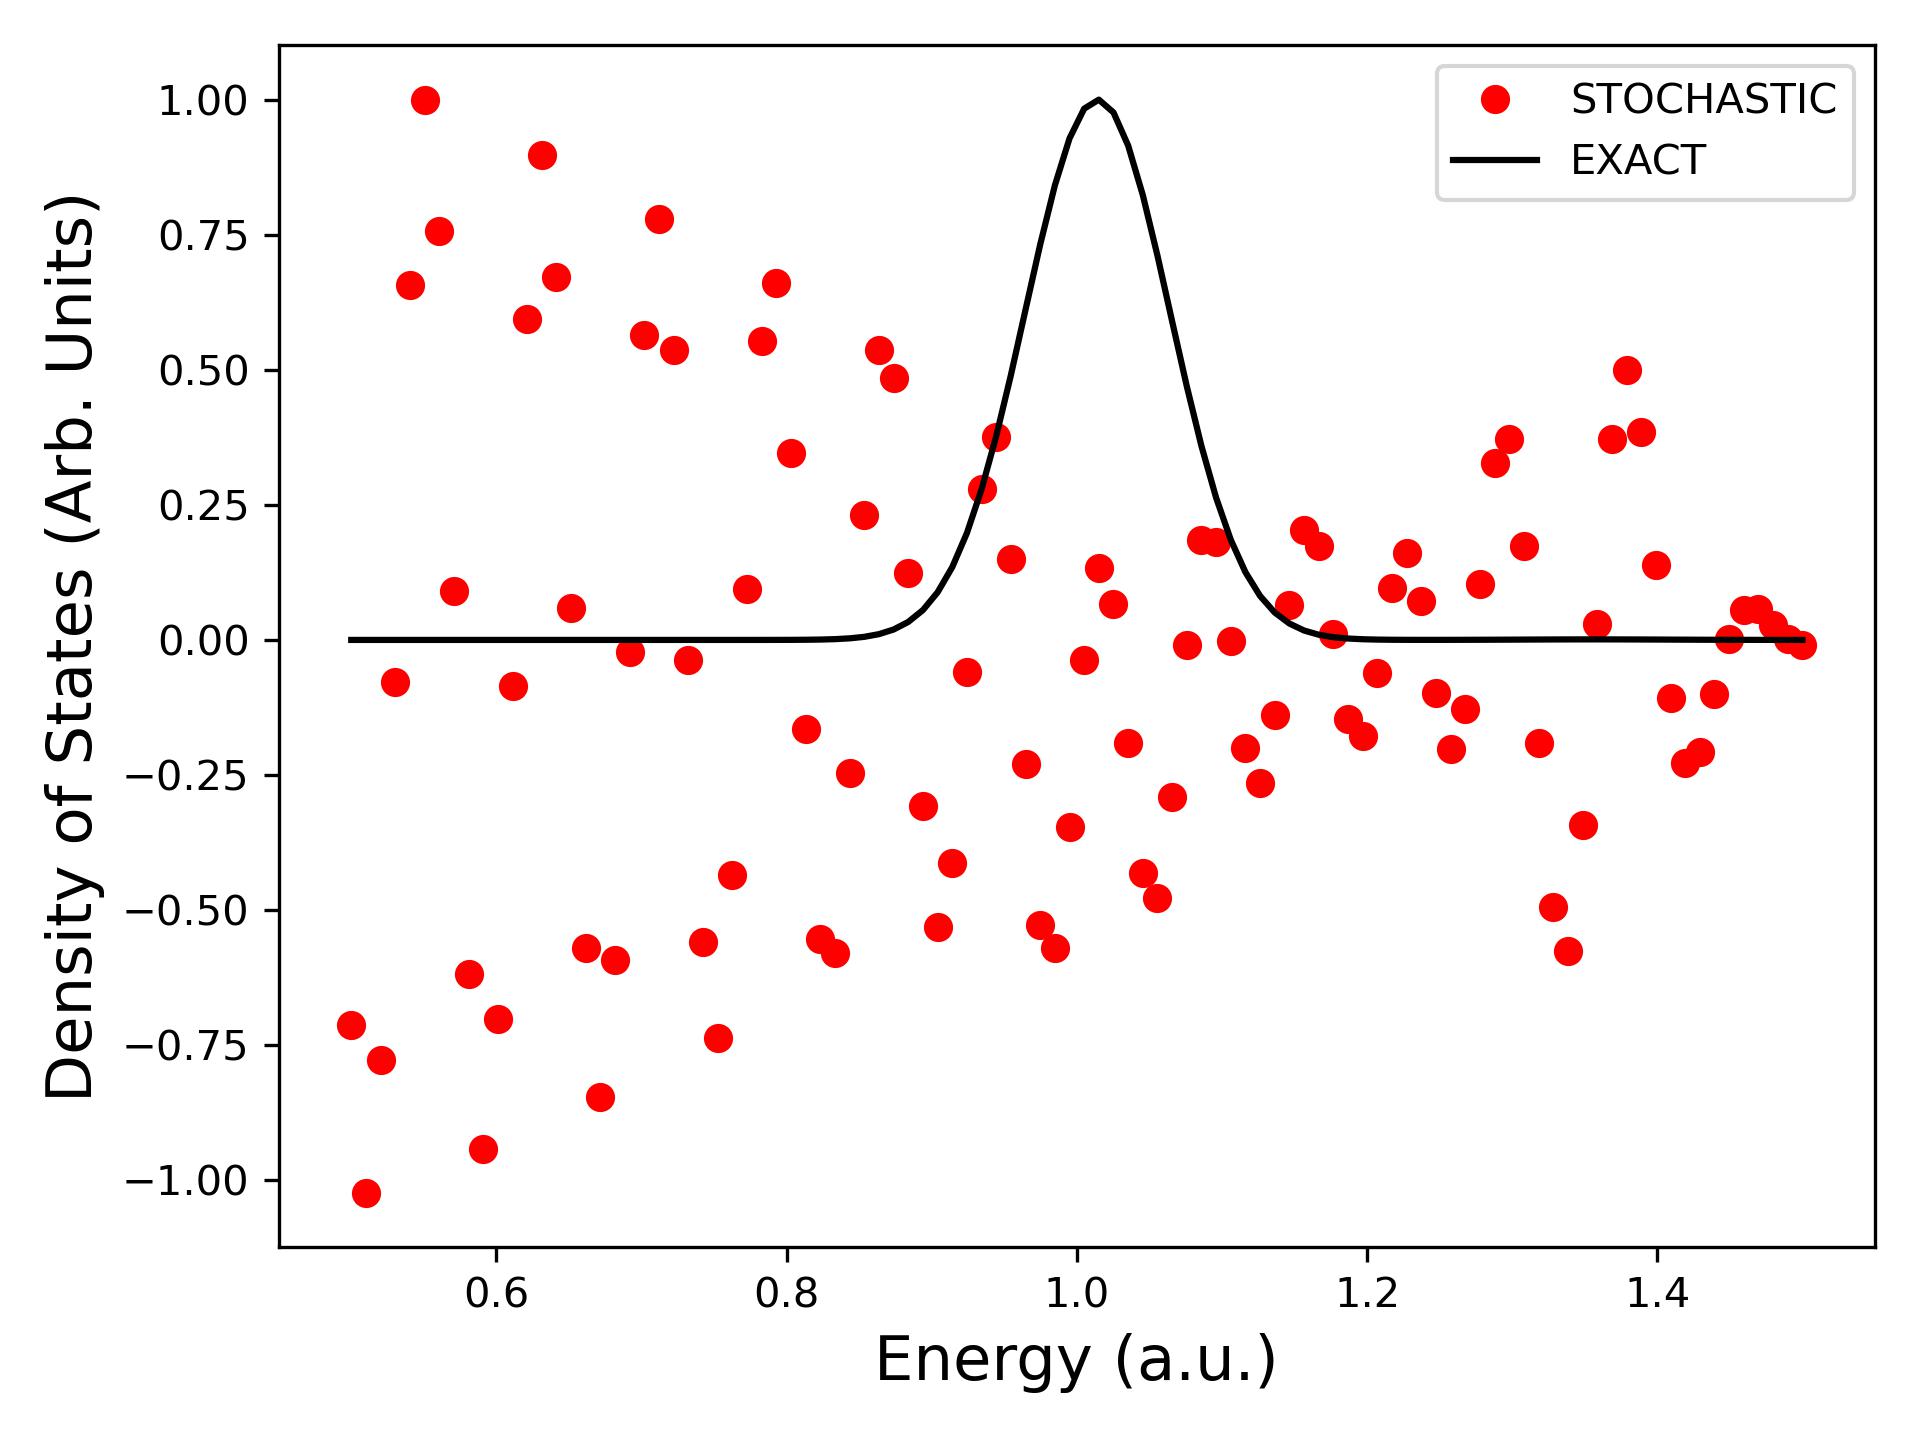 STOCHASTIC
EXACT
Density of States (Arb. Units)
1.00
0.75
0.50
0.25
0.00
−0.25
−0.50
−0.75
−1.00
0.6 0.8 1.0 1.2 1.4
Energy (a.u.)